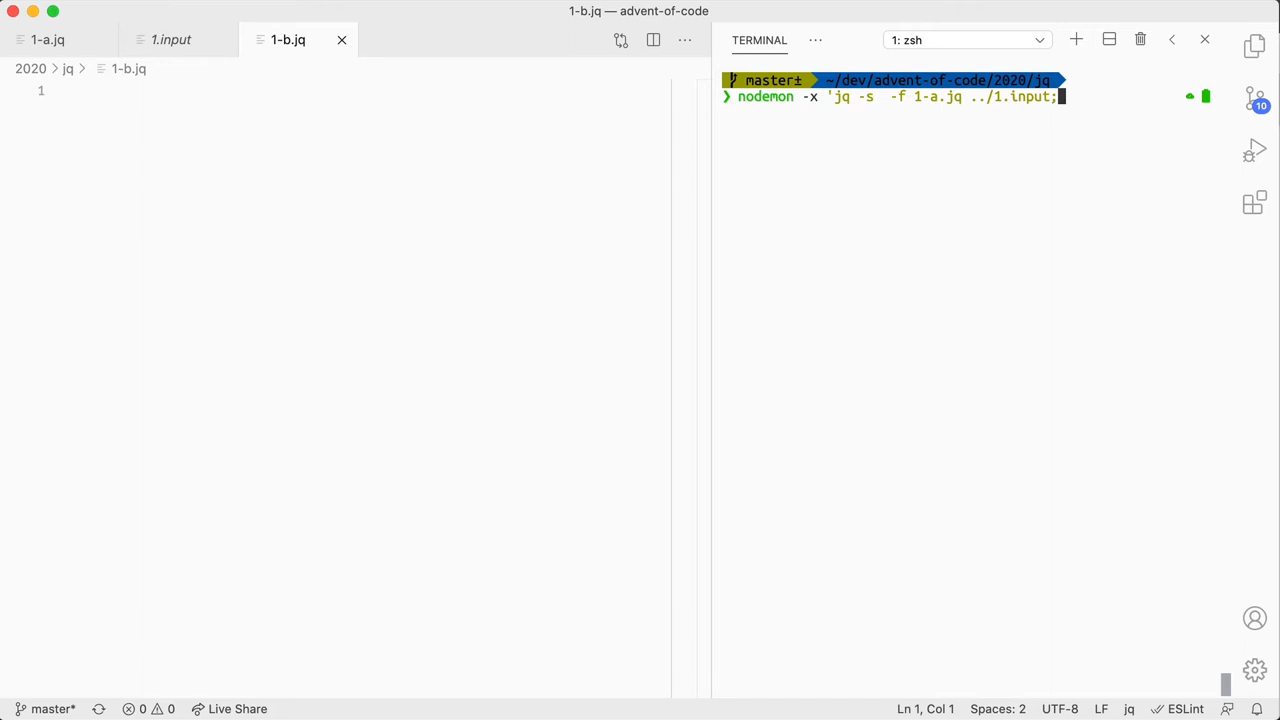 1-b.jq — advent-of-code
1-a.jq
1.input
1-b.jq
2020 > jq > 1-b.jq
1
TERMINAL
1: zsh
master± ~/dev/advent-of-code/2020/jq
❯ nodemon -x 'jq -s  -f 1-a.jq ../1.input;
10
master*
0
0
Live Share
Ln 1, Col 1
Spaces: 2
UTF-8
LF
jq
ESLint